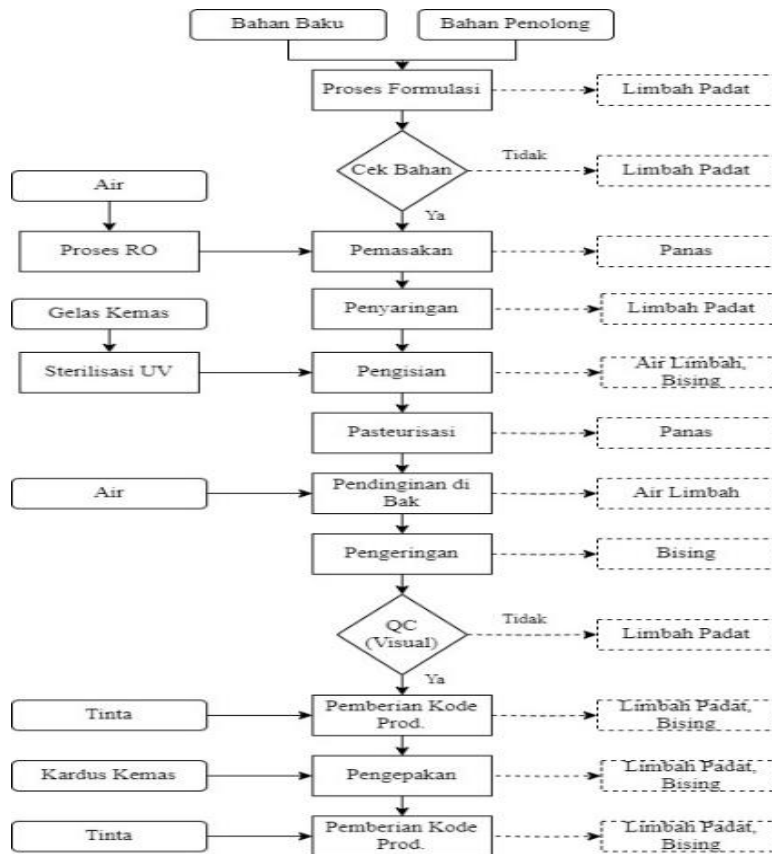 Bahan Baku
Bahan Penolong
Proses Formulasi
Limbah Padat
Cek Bahan
Tidak
Limbah Padat
Air
Ya
Proses RO
Pemasakan
Panas
Gelas Kemas
Penyaringan
Limbah Padat
Sterilisasi UV
Pengisian
Air Limbah,
Bising
Pasteurisasi
Panas
Air
Pendinginan di
Bak
Air Limbah
Pengeringan
Bising
QC
(Visual)
Tidak
Limbah Padat
Ya
Tinta
Pemberian Kode
Prod.
Limbah Padat,
Bising
Kardus Kemas
Pengepakan
Limbah Padat,
Bising
Tinta
Pemberian Kode
Prod.
Limbah Padat,
Bising